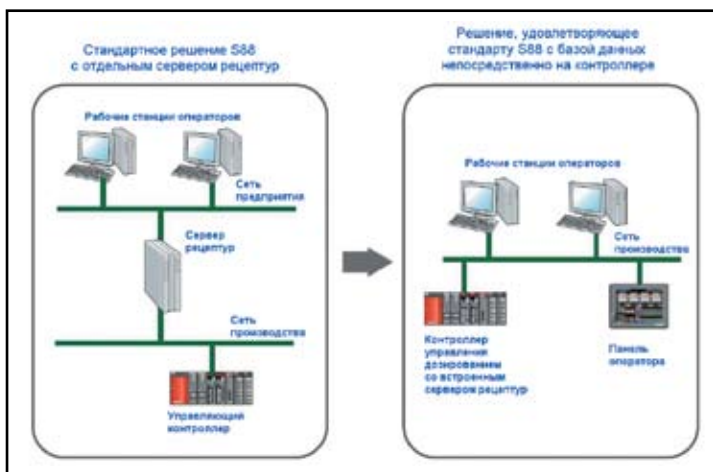 Стандартное решение S88
с отдельным сервером рецептур
Рабочие станции операторов
Сеть
предприятия
Сервер
рецептур
Сеть
производства
Управляющий
контроллер
Решение, удовлетворяющее
стандарту S88 с базой данных
непосредственно на контроллере
Рабочие станции операторов
Сеть
производства
Контроллер
управления
дозированием
со встроенным
сервером рецептур
Панель
оператора